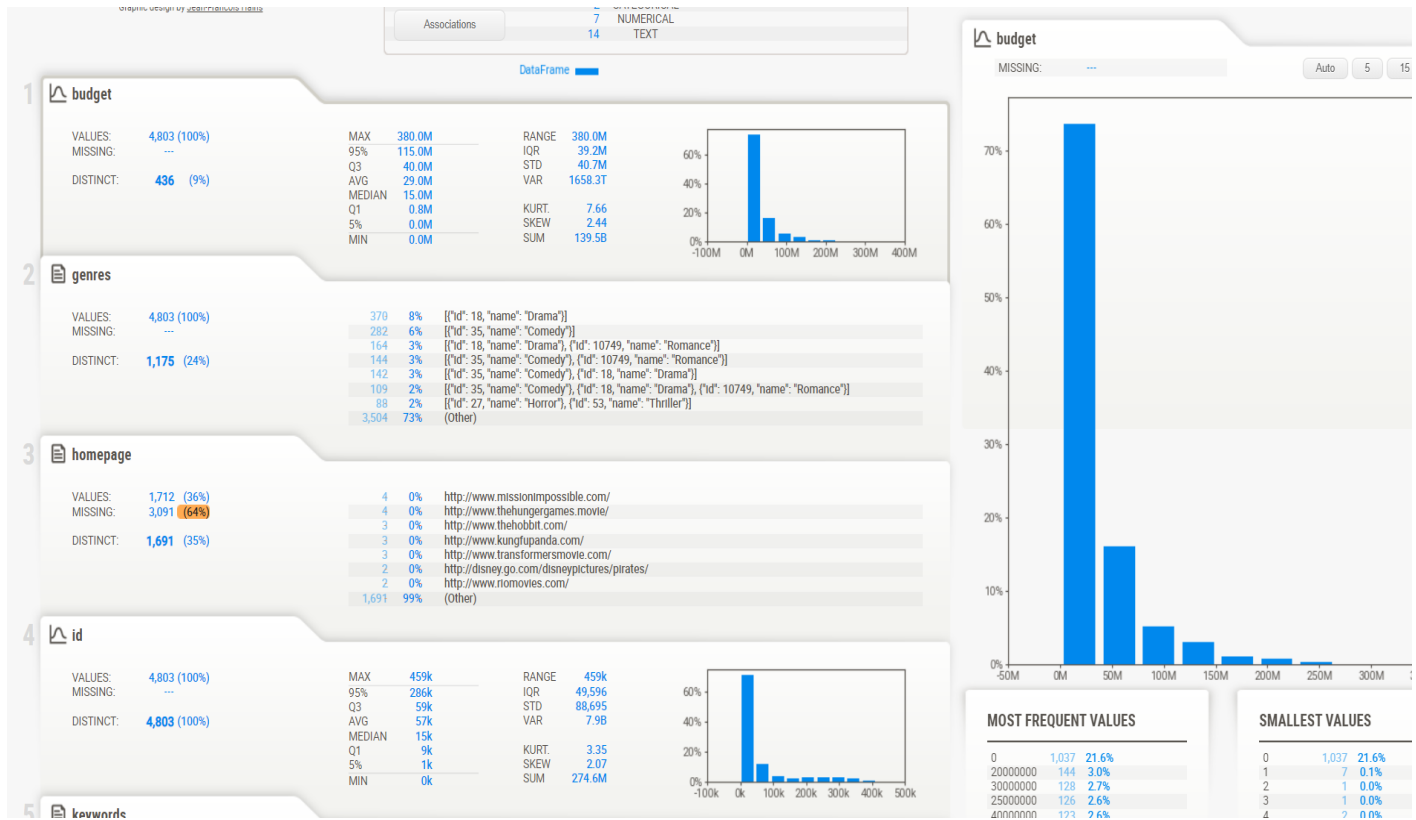 Graphic design by Jean-Francois Hains
Associations
2 CATEGORICAL
7 NUMERICAL
14 TEXT
DataFrame
1
budget
VALUES: 4,803 (100%)
MISSING: ---
DISTINCT: 436 (9%)
MAX 380.0M
95% 115.0M
Q3 40.0M
AVG 29.0M
MEDIAN 15.0M
Q1 0.8M
5% 0.0M
MIN 0.0M
RANGE 380.0M
IQR 39.2M
STD 40.7M
VAR 1658.3T
KURT. 7.66
SKEW 2.44
SUM 139.5B
60%
40%
20%
0%
-100M 0M 100M 200M 300M 400M
2
genres
VALUES: 4,803 (100%)
MISSING: ---
DISTINCT: 1,175 (24%)
370 8% [{"id": 18, "name": "Drama"}]
282 6% [{"id": 35, "name": "Comedy"}]
164 3% [{"id": 18, "name": "Drama"}, {"id": 10749, "name": "Romance"}]
144 3% [{"id": 35, "name": "Comedy"}, {"id": 10749, "name": "Romance"}]
142 3% [{"id": 35, "name": "Comedy"}, {"id": 18, "name": "Drama"}]
109 2% [{"id": 35, "name": "Comedy"}, {"id": 18, "name": "Drama"}, {"id": 10749, "name": "Romance"}]
88 2% [{"id": 27, "name": "Horror"}, {"id": 53, "name": "Thriller"}]
3,504 73% (Other)
3
homepage
VALUES: 1,712 (36%)
MISSING: 3,091 (64%)
DISTINCT: 1,691 (35%)
4 0% http://www.missionimpossible.com/
4 0% http://www.thehungergames.movie/
3 0% http://www.thehobbit.com/
3 0% http://www.kungfupanda.com/
3 0% http://www.transformersmovie.com/
2 0% http://disney.go.com/disneypictures/pirates/
2 0% http://www.riomovies.com/
1,691 99% (Other)
4
id
VALUES: 4,803 (100%)
MISSING: ---
DISTINCT: 4,803 (100%)
MAX 459k
95% 286k
Q3 59k
AVG 57k
MEDIAN 15k
Q1 9k
5% 1k
MIN 0k
RANGE 459k
IQR 49,596
STD 88,695
VAR 7.9B
KURT. 3.35
SKEW 2.07
SUM 274.6M
60%
40%
20%
0%
-100k 0k 100k 200k 300k 400k 500k
5
keywords
budget
MISSING: ---
Auto 5 15
70%
60%
50%
40%
30%
20%
10%
0%
-50M 0M 50M 100M 150M 200M 250M 300M
MOST FREQUENT VALUES
0 1,037 21.6%
20000000 144 3.0%
30000000 128 2.7%
25000000 126 2.6%
40000000 123 2.6%
SMALLEST VALUES
0 1,037 21.6%
1 7 0.1%
2 1 0.0%
3 1 0.0%
4 2 0.0%